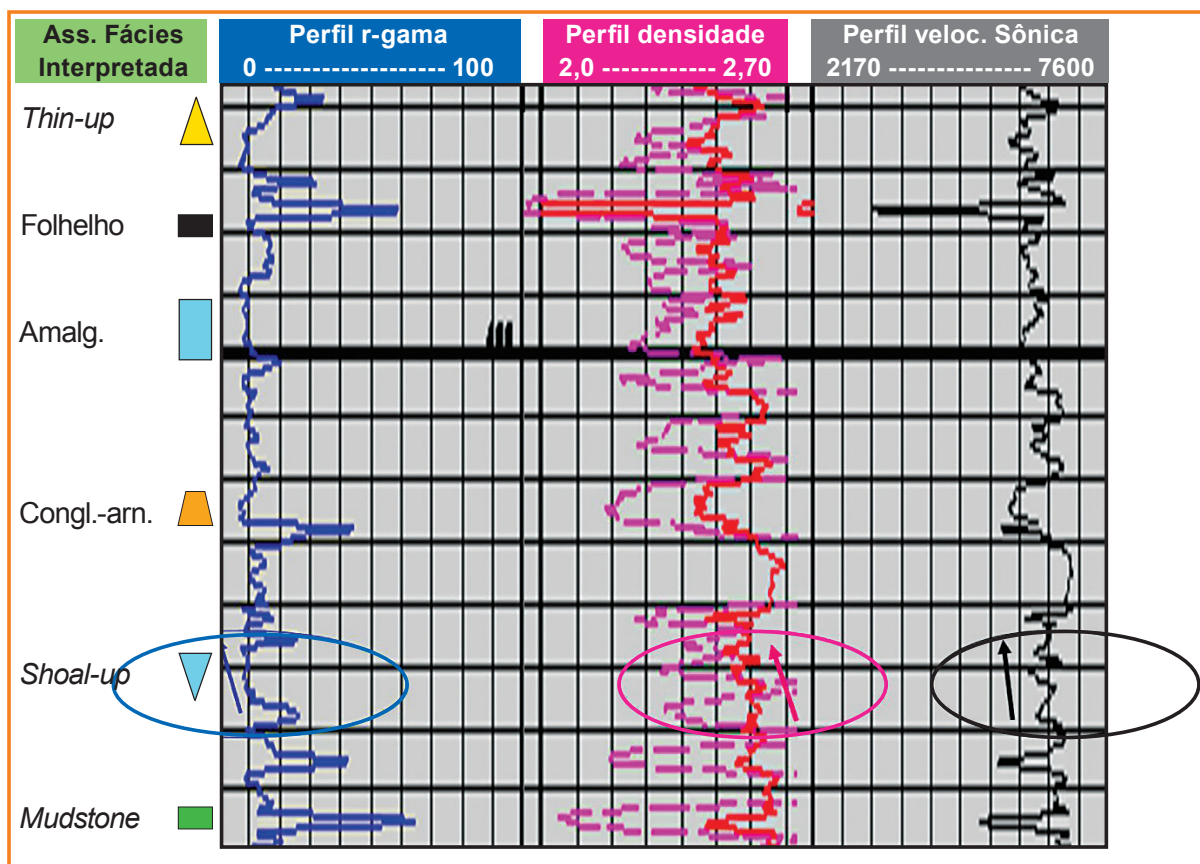 Ass. Fácies
Interpretada
Perfil r-gama
0 --------------------- 100
Perfil densidade
2,0 ------------ 2,70
Perfil veloc. Sônica
2170 ----------------- 7600
Thin-up
Folhelho
Amalg.
Congl.-arn.
Shoal-up
Mudstone